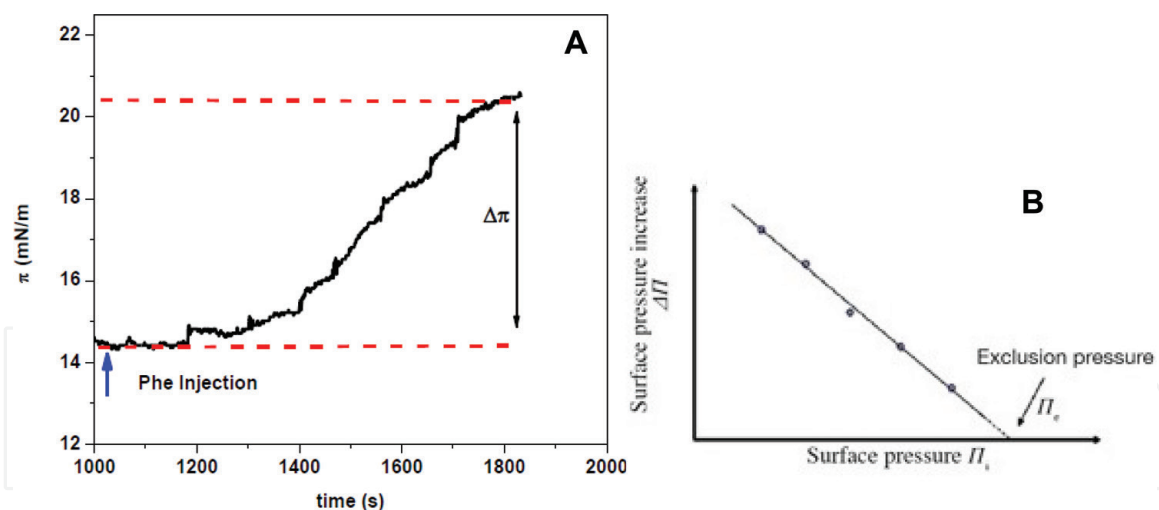 A
22
20
18
16
14
12
π (mN/m)
Δπ
Phe Injection
1000
1200
1400
1600
1800
2000
time (s)
B
Surface pressure increase
ΔΠ
Exclusion pressure
Πe
Surface pressure Πi